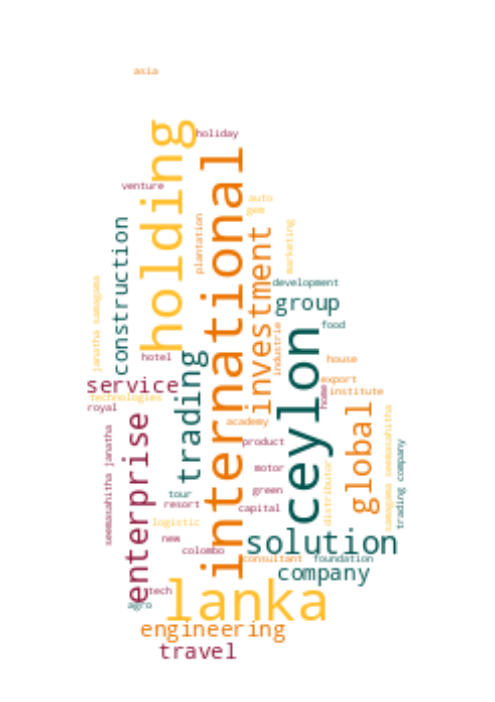 asia
holding
holiday
international
venture
auto
gem
plantation
construction
marketing
investment
janatha samagama
development
group
food
industrie
ceylon
trading
hotel
house
service
export
home
institute
technologies
royal
global
samagama seemasahitha
enterprise
academy
seemasahitha janatha
product
trading company
motor
distributor
green
tour
resort
capital
logistic
new
solution
colombo
consultant
foundation
company
lanka
tech
agro
engineering
travel